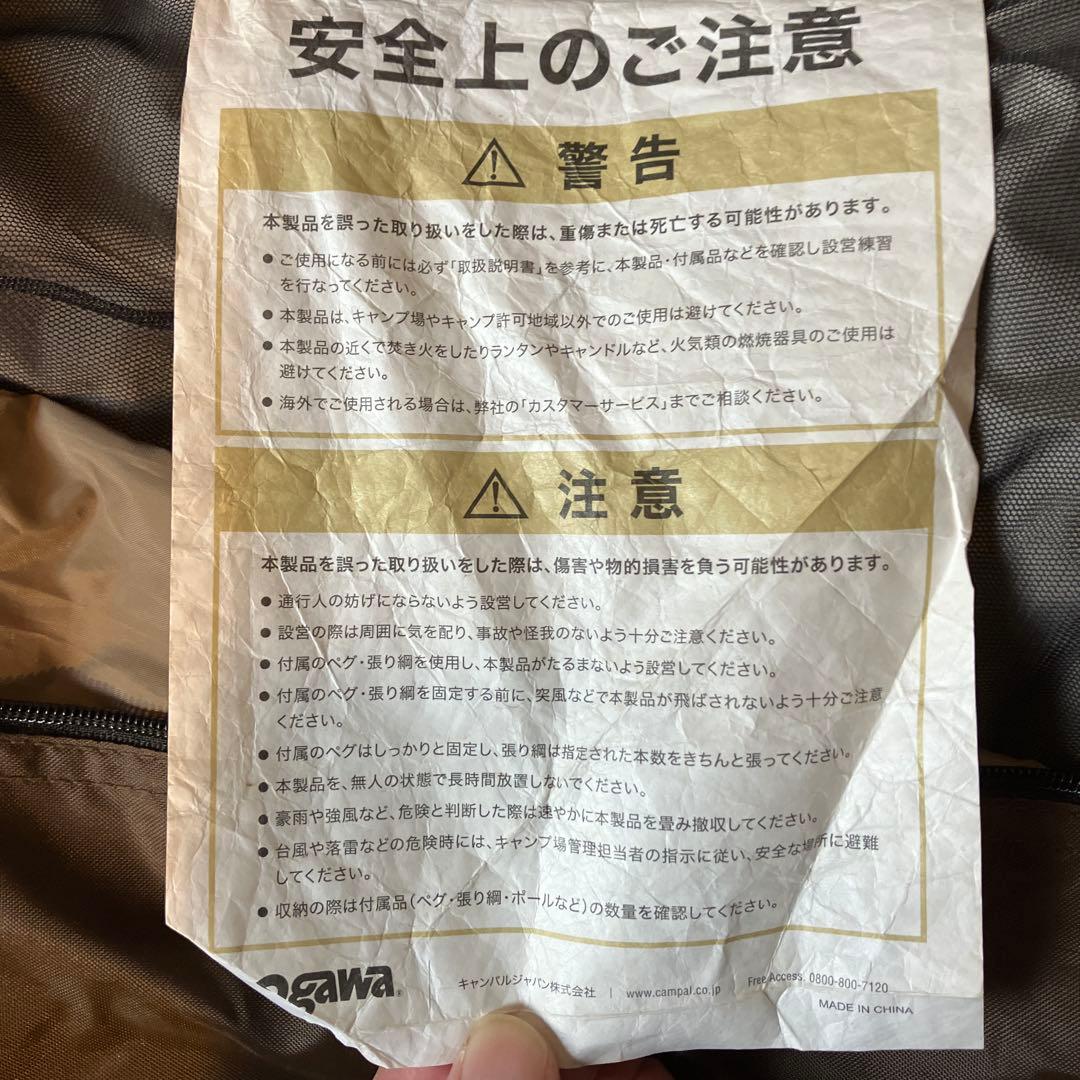 安全上のご注意
警告
本製品を誤った取り扱いをした際は、重傷または死亡する可能性があります。
● ご使用になる前には必ず「取扱説明書」を参考に、本製品・付属品などを確認し設営練習
を行なってください。
● 本製品は、キャンプ場やキャンプ許可地域以外でのご使用は避けてください。
● 本製品の近くで焚き火をしたりランタンやキャンドルなど、火気類の燃焼器具のご使用は
避けてください。
● 海外でご使用される場合は、弊社の「カスタマーサービス」までご相談ください。
注意
本製品を誤った取り扱いをした際は、傷害や物的損害を負う可能性があります。
● 通行人の妨げにならないよう設営してください。
● 設営の際は周囲に気を配り、事故や怪我のないよう十分ご注意ください。
● 付属のペグ・張り綱を使用し、本製品がたるまないよう設営してください。
● 付属のペグ・張り綱を固定する前に、突風などで本製品が飛ばされないよう十分ご注意
ください。
● 付属のペグはしっかりと固定し、張り綱は指定された本数をきちんと張ってください。
● 本製品を、無人の状態で長時間放置しないでください。
● 豪雨や強風など、危険と判断した際は速やかに本製品を畳み撤収してください。
● 台風や落雷などの危険時には、キャンプ場管理担当者の指示に従い、安全な場所に避難
してください。
● 収納の際は付属品(ペグ・張り綱・ポールなど)の数量を確認してください。
ogawa® キャンパルジャパン株式会社 | www.campal.co.jp Free Access. 0800-800-7120
MADE IN CHINA